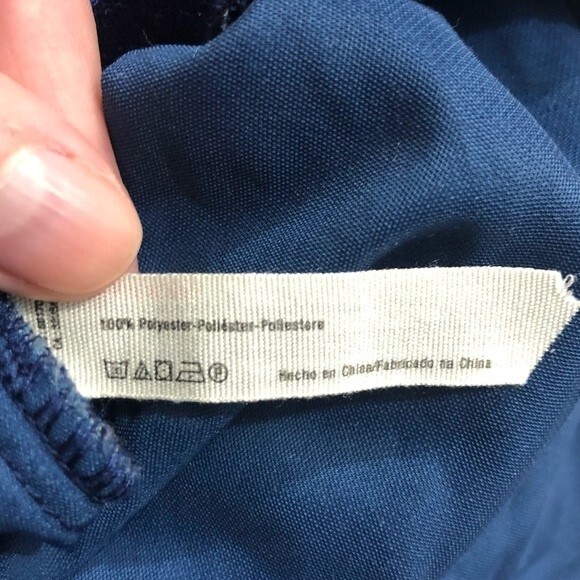 100% Polyester-Poliéster-Poliestere
Hecho en China/Fabricado na China